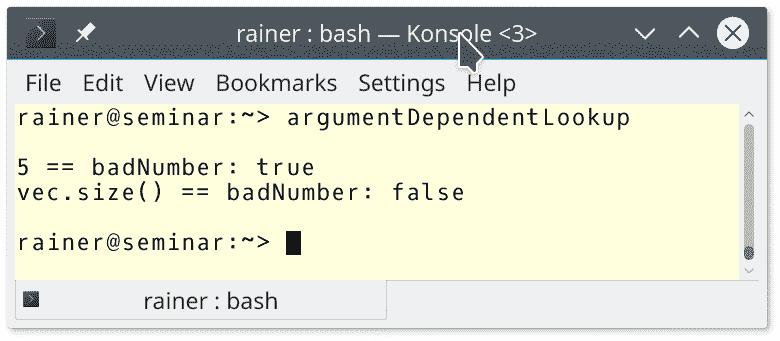 rainer : bash — Konsole <3>
File Edit View Bookmarks Settings Help
rainer@seminar:~> argumentDependentLookup
5 == badNumber: true
vec.size() == badNumber: false
rainer@seminar:~>
rainer : bash